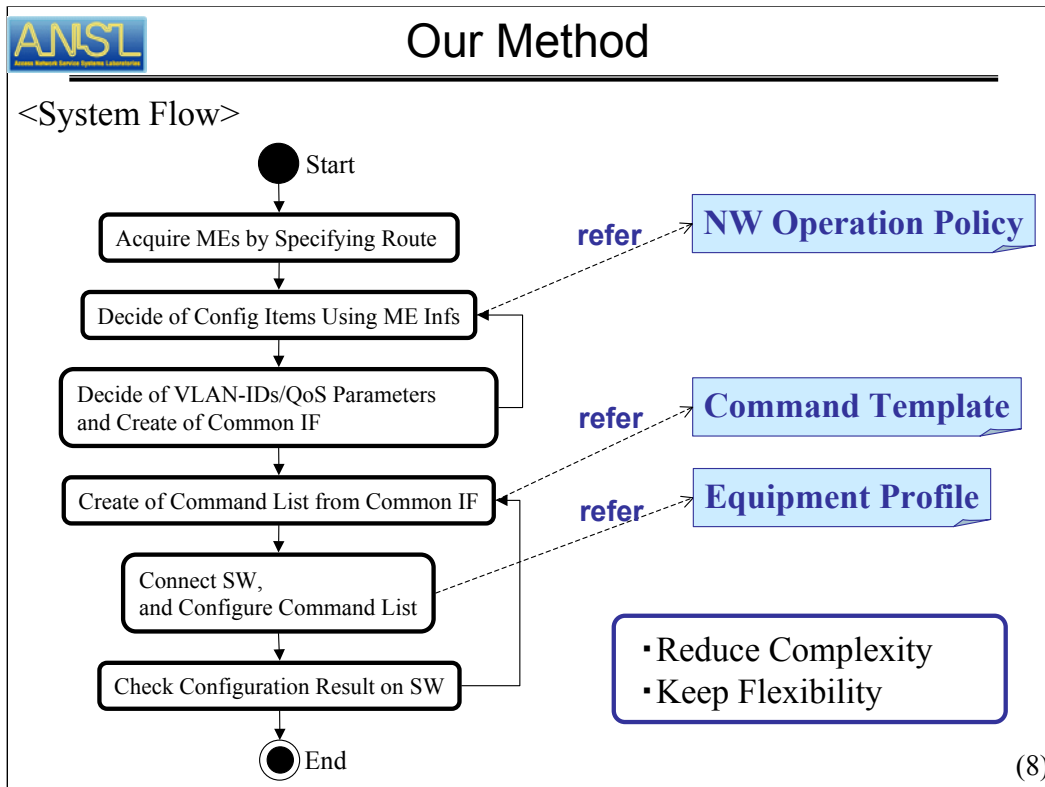 ANSL
Access Network Service Systems Laboratories
Our Method
<System Flow>
Start
Acquire MEs by Specifying Route
Decide of Config Items Using ME Infs
Decide of VLAN-IDs/QoS Parameters
and Create of Common IF
Create of Command List from Common IF
Connect SW,
and Configure Command List
Check Configuration Result on SW
End
refer
NW Operation Policy
refer
Command Template
refer
Equipment Profile
・Reduce Complexity
・Keep Flexibility
(8)